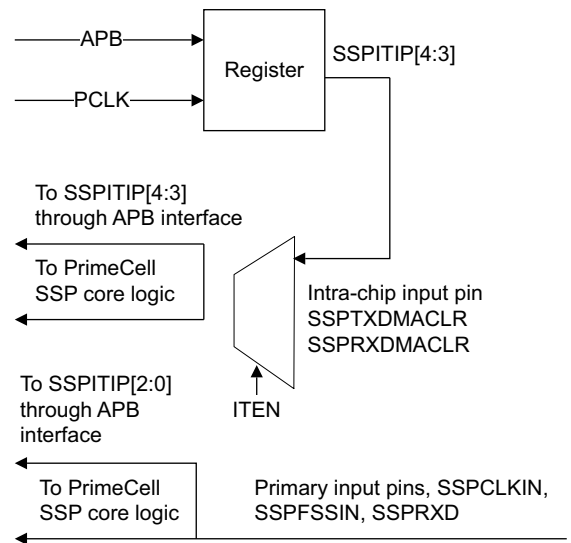 APB
PCLK
Register
SSPITIP[4:3]
To SSPITIP[4:3]
through APB interface
To PrimeCell
SSP core logic
Intra-chip input pin
SSPTXDMACLR
SSPRXDMACLR
ITEN
To SSPITIP[2:0]
through APB
interface
To PrimeCell
SSP core logic
Primary input pins, SSPCLKIN,
SSPFSSIN, SSPRXD